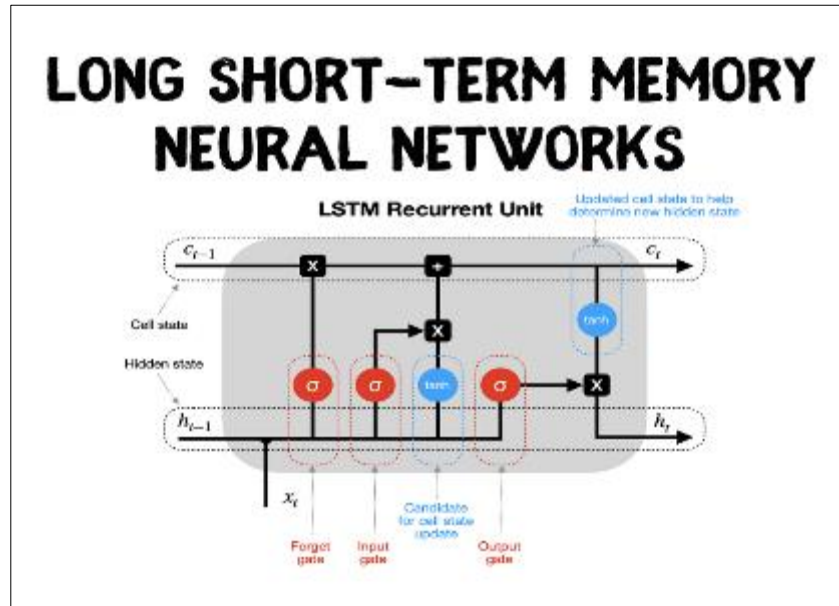 LONG SHORT-TERM MEMORY
NEURAL NETWORKS
LSTM Recurrent Unit
Updated cell state to help
determine new hidden state
c_{t-1}
c_t
X
+
Cell state
tanh
X
Hidden state
σ
σ
tanh
σ
X
h_{t-1}
h_t
x_t
Forget
gate
Input
gate
Candidate
for cell state
update
Output
gate